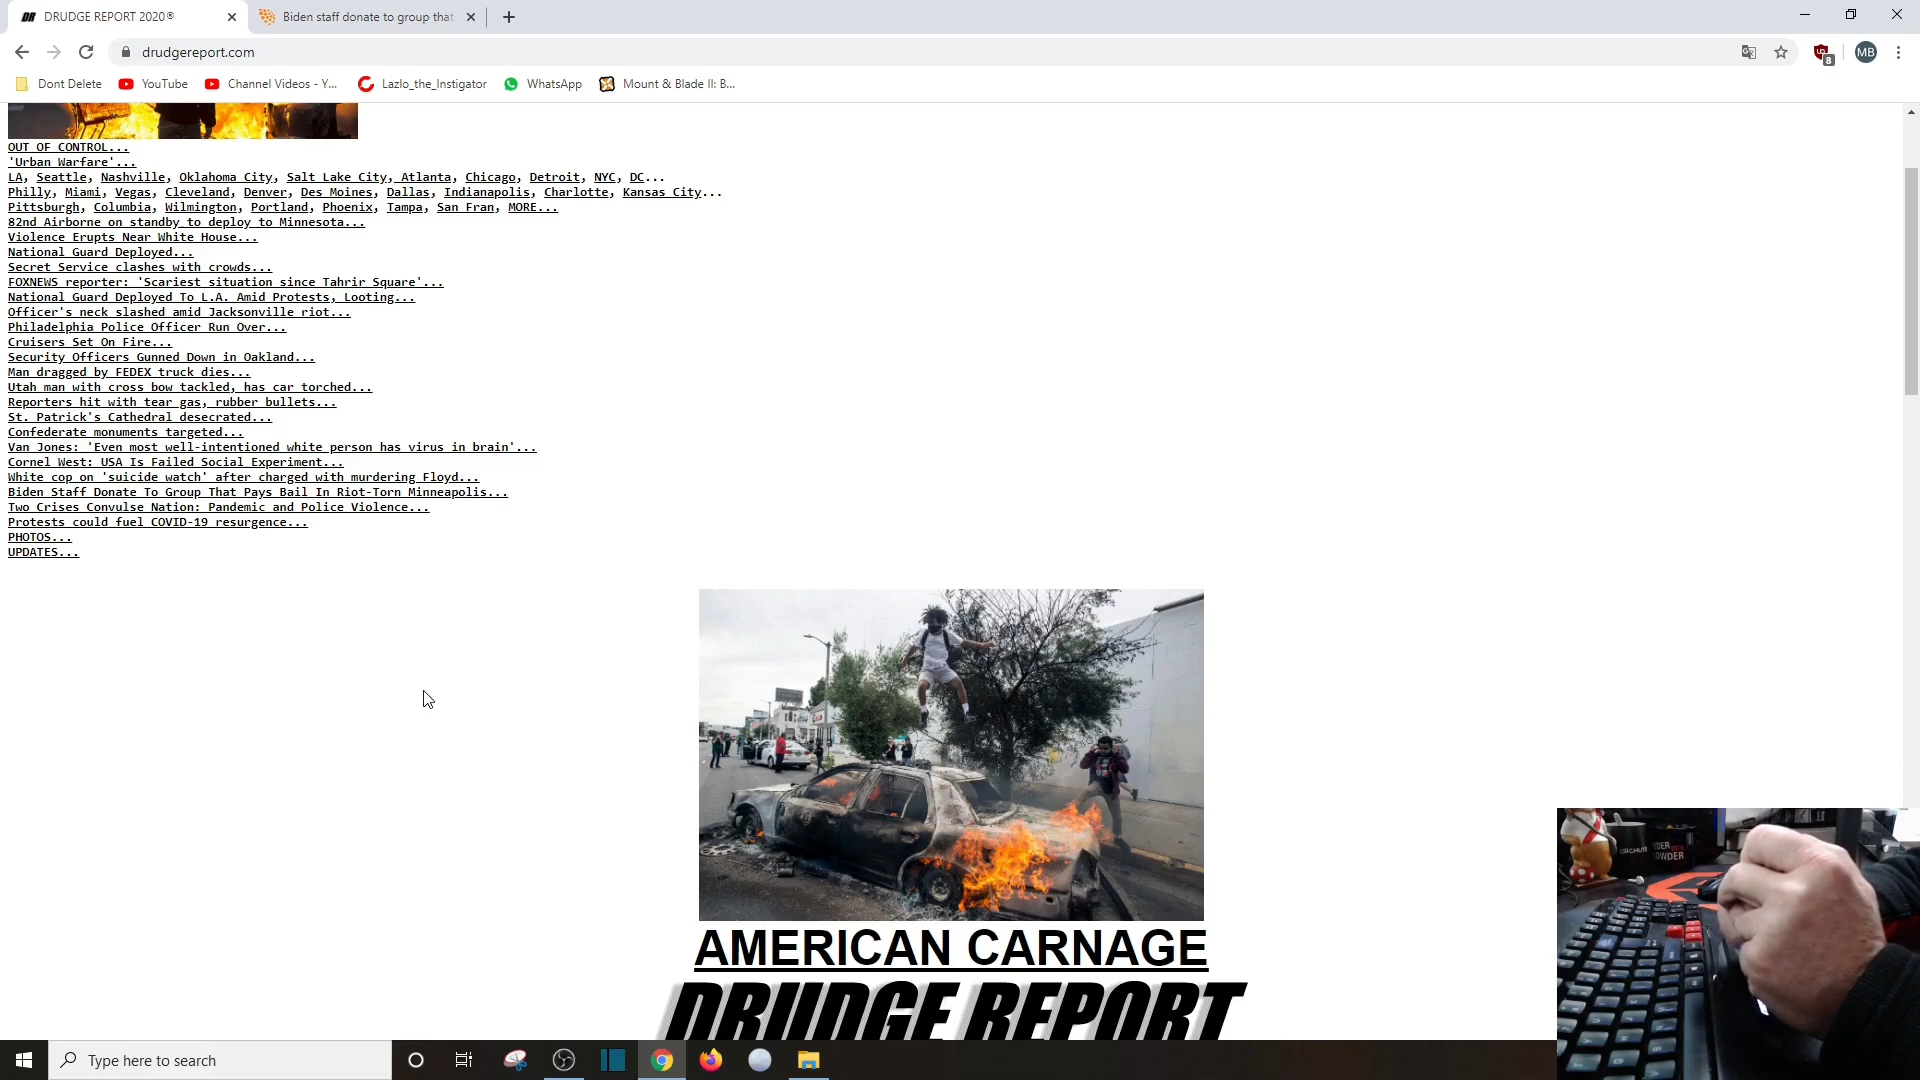 DRUDGE REPORT 2020®
Biden staff donate to group that
drudgereport.com
8
MB
Dont Delete
YouTube
Channel Videos - Y...
Lazlo_the_Instigator
WhatsApp
Mount & Blade II: B...
OUT OF CONTROL...
'Urban Warfare'...
LA, Seattle, Nashville, Oklahoma City, Salt Lake City, Atlanta, Chicago, Detroit, NYC, DC...
Philly, Miami, Vegas, Cleveland, Denver, Des Moines, Dallas, Indianapolis, Charlotte, Kansas City...
Pittsburgh, Columbia, Wilmington, Portland, Phoenix, Tampa, San Fran, MORE...
82nd Airborne on standby to deploy to Minnesota...
Violence Erupts Near White House...
National Guard Deployed...
Secret Service clashes with crowds...
FOXNEWS reporter: 'Scariest situation since Tahrir Square'...
National Guard Deployed To L.A. Amid Protests, Looting...
Officer's neck slashed amid Jacksonville riot...
Philadelphia Police Officer Run Over...
Cruisers Set On Fire...
Security Officers Gunned Down in Oakland...
Man dragged by FEDEX truck dies...
Utah man with cross bow tackled, has car torched...
Reporters hit with tear gas, rubber bullets...
St. Patrick's Cathedral desecrated...
Confederate monuments targeted...
Van Jones: 'Even most well-intentioned white person has virus in brain'...
Cornel West: USA Is Failed Social Experiment...
White cop on 'suicide watch' after charged with murdering Floyd...
Biden Staff Donate To Group That Pays Bail In Riot-Torn Minneapolis...
Two Crises Convulse Nation: Pandemic and Police Violence...
Protests could fuel COVID-19 resurgence...
PHOTOS...
UPDATES...
AMERICAN CARNAGE
DRUDGE REPORT
Type here to search